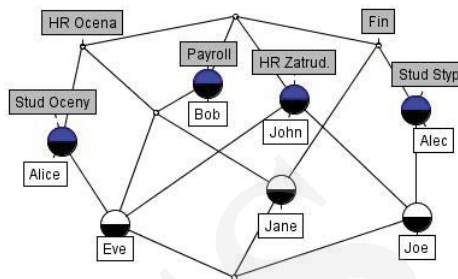 HR Ocena
Fin
Payroll
HR Zatrud.
Stud Styp
Stud Oceny
Bob
John
Alec
Alice
Jane
Eve
Joe